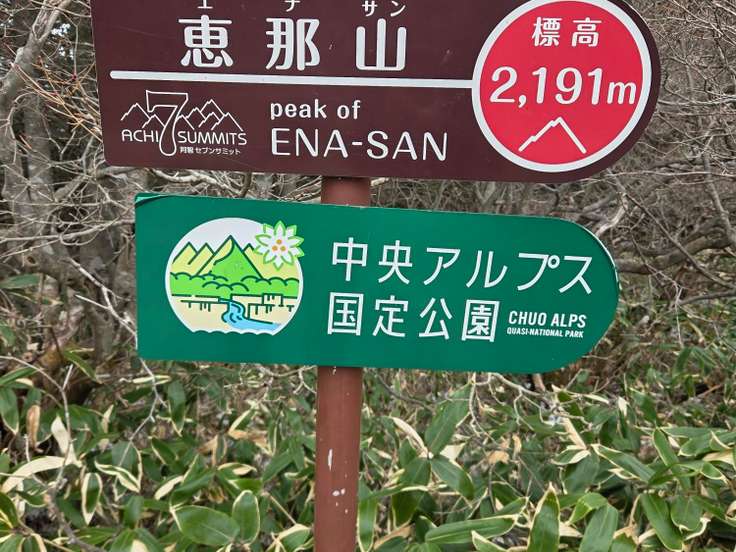 エナサン
恵那山
標高
2,191m
ACHI 7 SUMMITS
阿智 セブンサミット
peak of
ENA-SAN
中央アルプス
国定公園
CHUO ALPS
QUASI-NATIONAL PARK